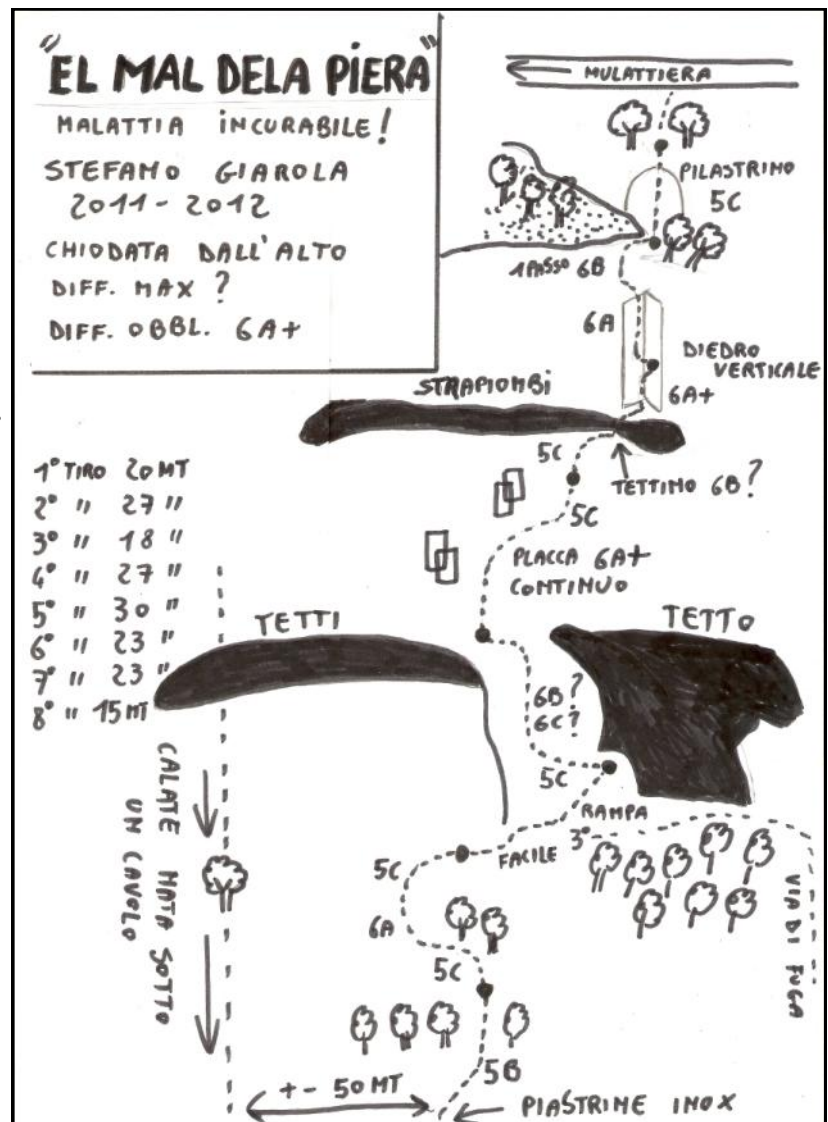 "EL MAL DELA PIERA"
MALATTIA INCURABILE!
STEFANO GIAROLA
2011-2012
CHIODATA DALL'ALTO
DIFF. MAX ?
DIFF. OBBL. 6A+
MULATTIERA
PILASTRINO
5C
1 PASSO 6B
6A
DIEDRO
VERTICALE
6A+
STRAPIOMBI
5C
TETTINO 6B?
5C
PLACCA 6A+
CONTINUO
1° TIRO 20 MT
2° " 27 "
3° " 18 "
4° " 27 "
5° " 30 "
6° " 23 "
7° " 23 "
8° " 15 MT
TETTI
TETTO
6B?
6C?
5C
RAMPA
FACILE 3°
5C
6A
5C
VIA DI FUGA
CALATE MATA SOTTO
UN CAVOLO
5B
+- 50 MT
PIASTRINE INOX